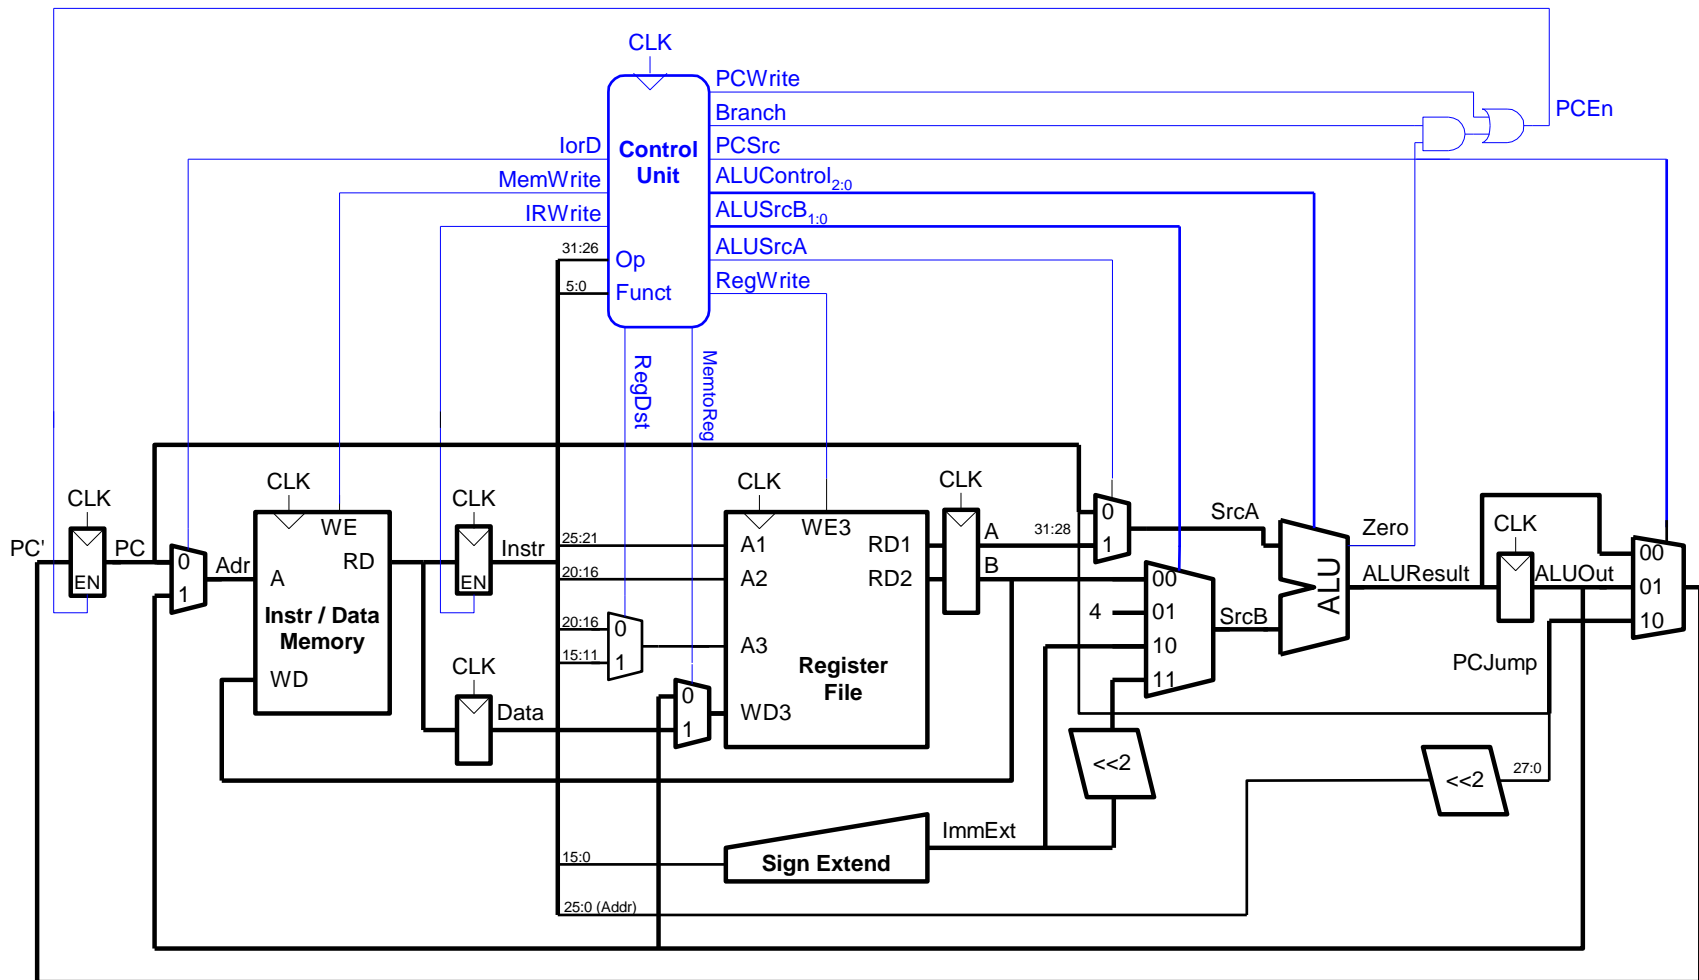 CLK
PCWrite
Branch
PCEn
IorD
Control
Unit
PCSrc
MemWrite
ALUControl2:0
IRWrite
ALUSrcB1:0
31:26
Op
ALUSrcA
5:0
Funct
RegWrite
RegDst
MemtoReg
CLK
CLK
CLK
CLK
CLK
CLK
PC'
EN
PC
0
1
Adr
A
WE
RD
Instr / Data
Memory
WD
EN
Instr
25:21
20:16
20:16
0
15:11
1
CLK
Data
0
1
A1
A2
A3
WD3
WE3
RD1
RD2
Register
File
A
B
31:28
0
1
SrcA
00
4
01
10
11
SrcB
ALU
Zero
ALUResult
ALUOut
00
01
10
PCJump
<<2
<<2
27:0
ImmExt
15:0
Sign Extend
25:0 (Addr)